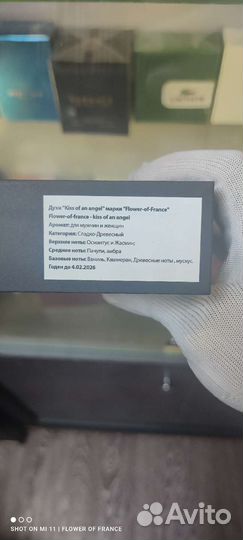 Духи "Kiss of an angel" марки "Flower-of-France"
Flower-of-france - kiss of an angel
Аромат: для мужчин и женщин
Категория: Сладко-Древесный
Верхние ноты: Османтус и Жасмин;
Средние ноты: Пачули, амбра
Базовые ноты: Ваниль, Кашмеран, Древесные ноты , мускус.
Годен до 4.02.2026
SHOT ON MI 11 | FLOWER OF FRANCE
Avito